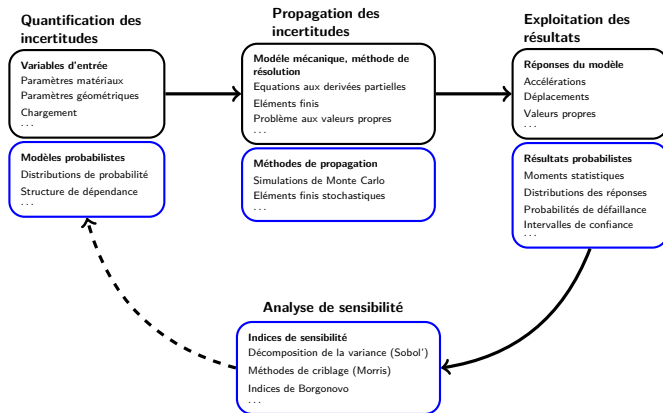 Quantification des
incertitudes
Variables d'entrée
Paramètres matériaux
Paramètres géométriques
Chargement
...
Modèles probabilistes
Distributions de probabilité
Structure de dépendance
...
Propagation des
incertitudes
Modéle mécanique, méthode de
résolution
Equations aux derivées partielles
Eléments finis
Problème aux valeurs propres
...
Méthodes de propagation
Simulations de Monte Carlo
Eléments finis stochastiques
...
Exploitation des
résultats
Réponses du modèle
Accélérations
Déplacements
Valeurs propres
...
Résultats probabilistes
Moments statistiques
Distributions des réponses
Probabilités de défaillance
Intervalles de confiance
...
Analyse de sensibilité
Indices de sensibilité
Décomposition de la variance (Sobol')
Méthodes de criblage (Morris)
Indices de Borgonovo
...